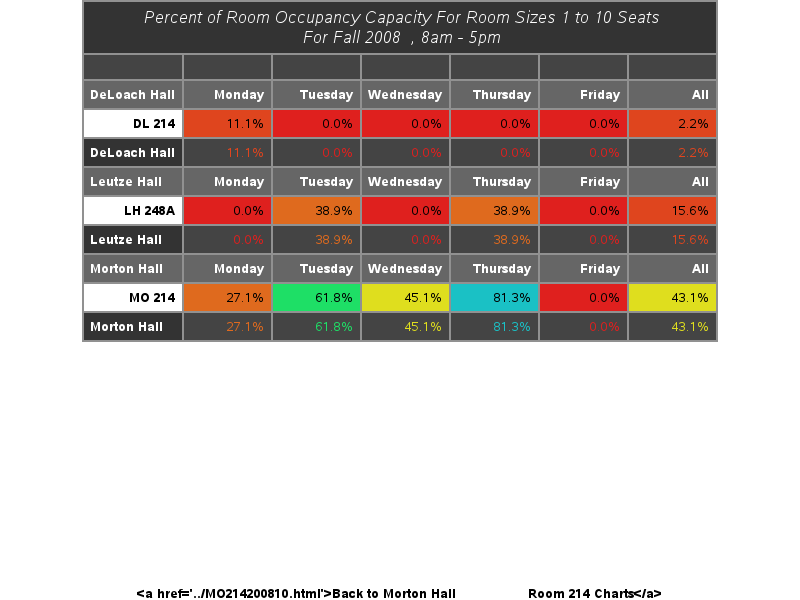 Percent of Room Occupancy Capacity For Room Sizes 1 to 10 Seats
For Fall 2008 , 8am - 5pm
DeLoach Hall Monday Tuesday Wednesday Thursday Friday All
DL 214 11.1% 0.0% 0.0% 0.0% 0.0% 2.2%
DeLoach Hall 11.1% 0.0% 0.0% 0.0% 0.0% 2.2%
Leutze Hall Monday Tuesday Wednesday Thursday Friday All
LH 248A 0.0% 38.9% 0.0% 38.9% 0.0% 15.6%
Leutze Hall 0.0% 38.9% 0.0% 38.9% 0.0% 15.6%
Morton Hall Monday Tuesday Wednesday Thursday Friday All
MO 214 27.1% 61.8% 45.1% 81.3% 0.0% 43.1%
Morton Hall 27.1% 61.8% 45.1% 81.3% 0.0% 43.1%
<a href='../MO214200810.html'>Back to Morton Hall Room 214 Charts</a>